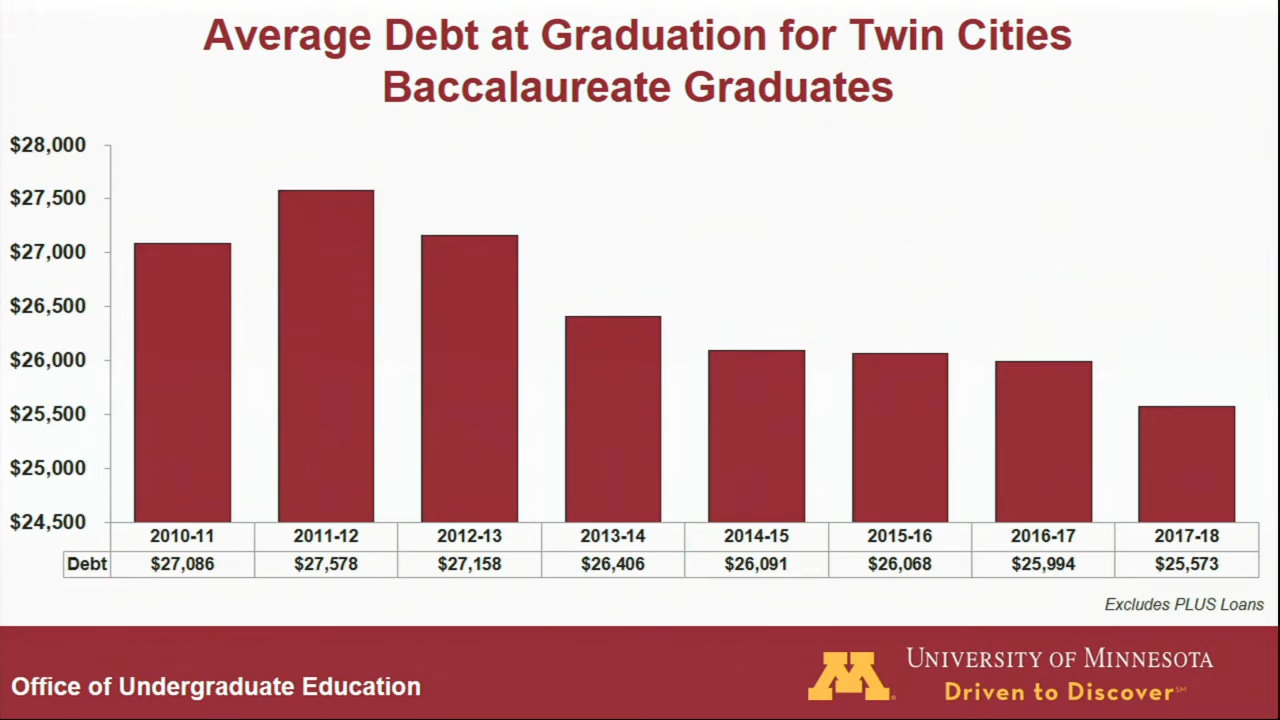 Average Debt at Graduation for Twin Cities
Baccalaureate Graduates
$28,000
$27,500
$27,000
$26,500
$26,000
$25,500
$25,000
$24,500
2010-11 2011-12 2012-13 2013-14 2014-15 2015-16 2016-17 2017-18
Debt $27,086 $27,578 $27,158 $26,406 $26,091 $26,068 $25,994 $25,573
Excludes PLUS Loans
Office of Undergraduate Education
M
UNIVERSITY OF MINNESOTA
Driven to Discover℠